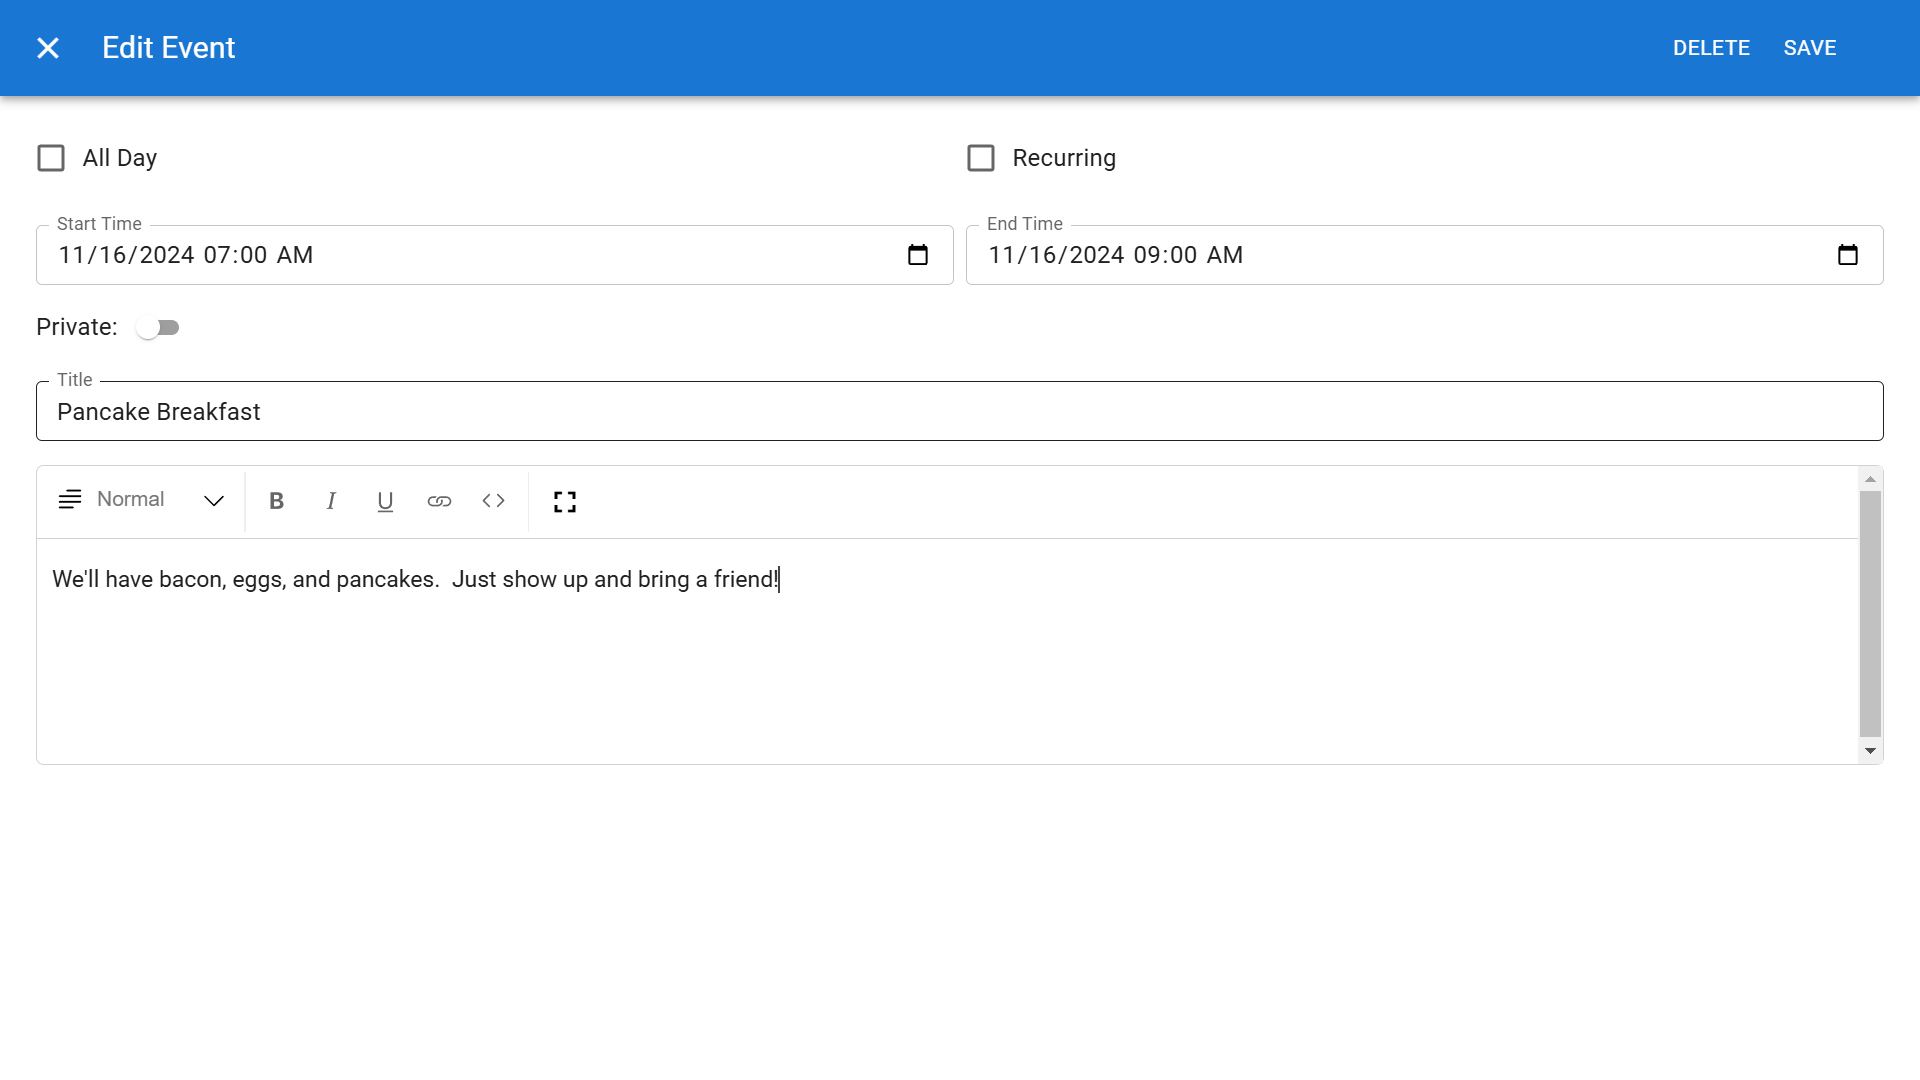 Edit Event
DELETE
SAVE
All Day
Recurring
Start Time
11/16/2024 07:00 AM
End Time
11/16/2024 09:00 AM
Private:
Title
Pancake Breakfast
Normal
B I U
We'll have bacon, eggs, and pancakes.  Just show up and bring a friend!